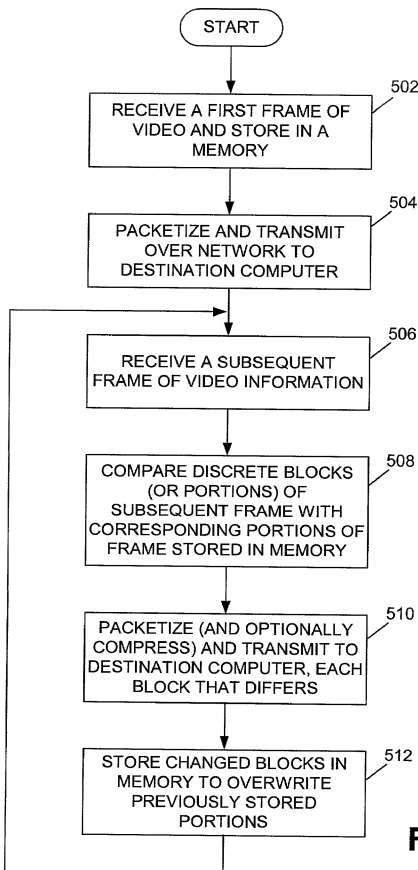 START
502
RECEIVE A FIRST FRAME OF
VIDEO AND STORE IN A
MEMORY
504
PACKETIZE AND TRANSMIT
OVER NETWORK TO
DESTINATION COMPUTER
506
RECEIVE A SUBSEQUENT
FRAME OF VIDEO INFORMATION
508
COMPARE DISCRETE BLOCKS
(OR PORTIONS) OF
SUBSEQUENT FRAME WITH
CORRESPONDING PORTIONS OF
FRAME STORED IN MEMORY
510
PACKETIZE (AND OPTIONALLY
COMPRESS) AND TRANSMIT TO
DESTINATION COMPUTER, EACH
BLOCK THAT DIFFERS
512
STORE CHANGED BLOCKS IN
MEMORY TO OVERWRITE
PREVIOUSLY STORED
PORTIONS
F